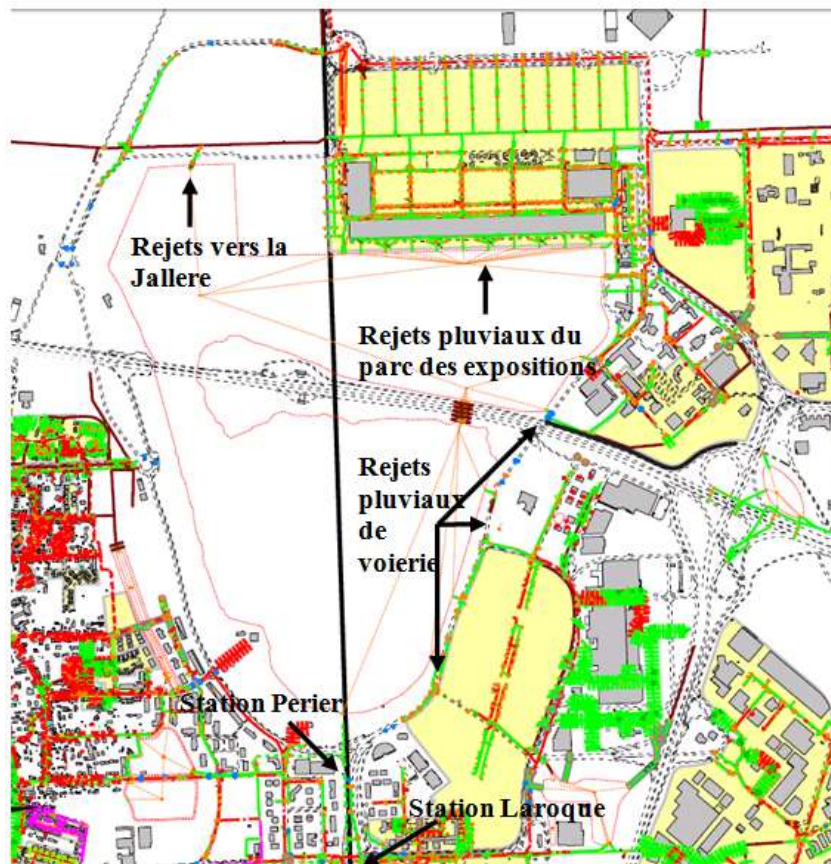 Rejets vers la
Jallere
Rejets pluviaux du
parc des expositions
Rejets
pluviaux
de
voierie
Station Perier
Station Laroque